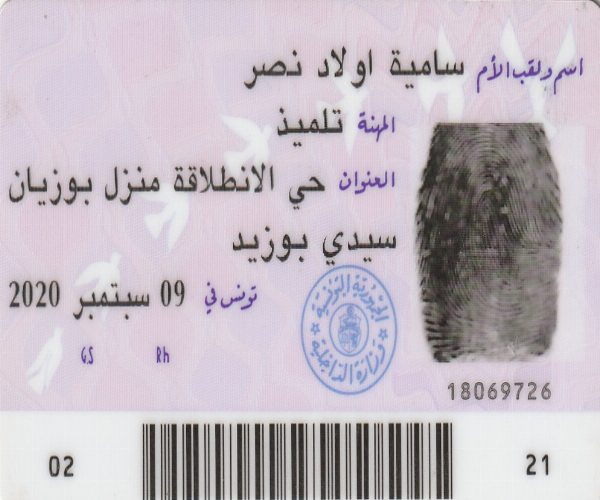 اسم ولقب الأم سامية اولاد نصر
المهنة تلميذ
العنوان حي الانطلاقة منزل بوزيان
سيدي بوزيد
تونس في 09 سبتمبر 2020
GS Rh
الجمهورية التونسية
وزارة الداخلية
18069726
02 21